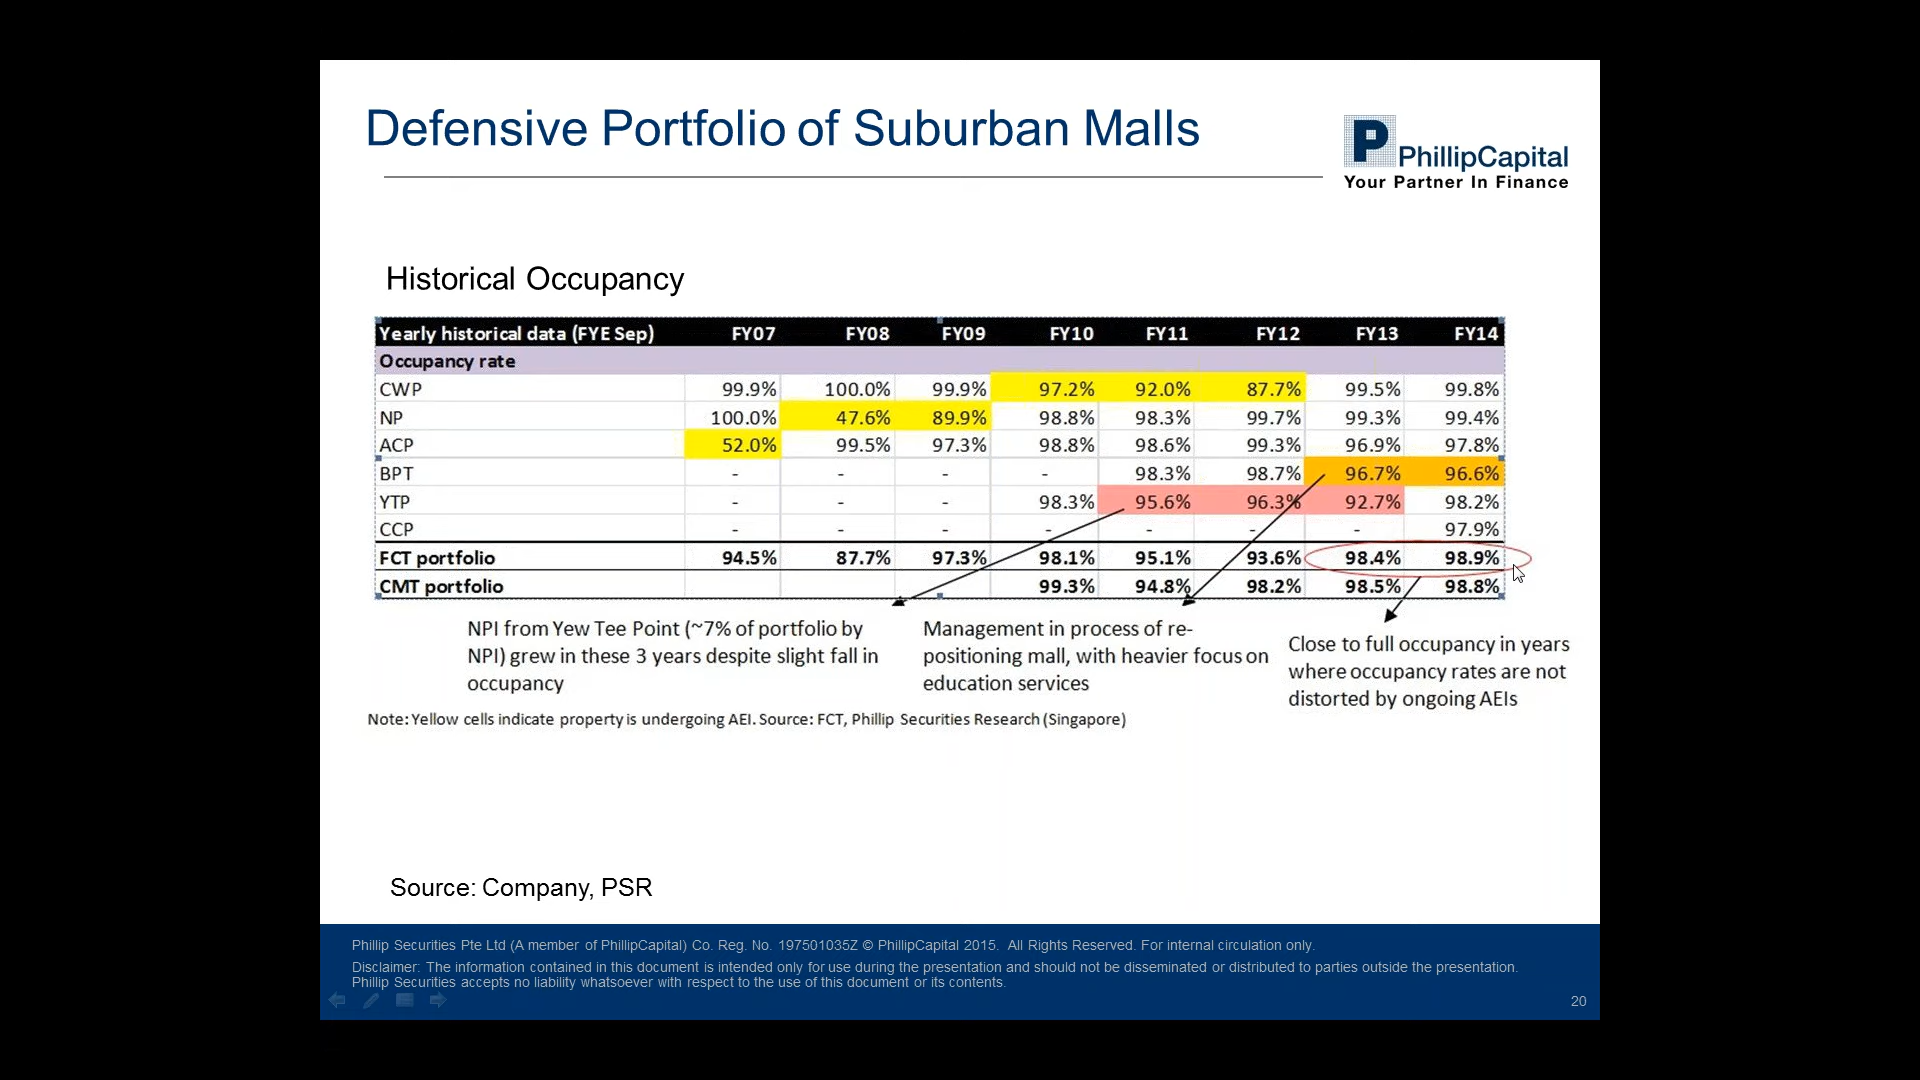 Defensive Portfolio of Suburban Malls
P
PhillipCapital
Your Partner In Finance
Historical Occupancy
Yearly historical data (FYE Sep) FY07 FY08 FY09 FY10 FY11 FY12 FY13 FY14
Occupancy rate
CWP 99.9% 100.0% 99.9% 97.2% 92.0% 87.7% 99.5% 99.8%
NP 100.0% 47.6% 89.9% 98.8% 98.3% 99.7% 99.3% 99.4%
ACP 52.0% 99.5% 97.3% 98.8% 98.6% 99.3% 96.9% 97.8%
BPT - - - - 98.3% 98.7% 96.7% 96.6%
YTP - - - 98.3% 95.6% 96.3% 92.7% 98.2%
CCP - - - - - - - 97.9%
FCT portfolio 94.5% 87.7% 97.3% 98.1% 95.1% 93.6% 98.4% 98.9%
CMT portfolio 99.3% 94.8% 98.2% 98.5% 98.8%
NPI from Yew Tee Point (~7% of portfolio by
NPI) grew in these 3 years despite slight fall in
occupancy
Management in process of re-
positioning mall, with heavier focus on
education services
Close to full occupancy in years
where occupancy rates are not
distorted by ongoing AEIs
Note: Yellow cells indicate property is undergoing AEI. Source: FCT, Phillip Securities Research (Singapore)
Source: Company, PSR
Phillip Securities Pte Ltd (A member of PhillipCapital) Co. Reg. No. 197501035Z © PhillipCapital 2015. All Rights Reserved. For internal circulation only.
Disclaimer: The information contained in this document is intended only for use during the presentation and should not be disseminated or distributed to parties outside the presentation.
Phillip Securities accepts no liability whatsoever with respect to the use of this document or its contents.
20